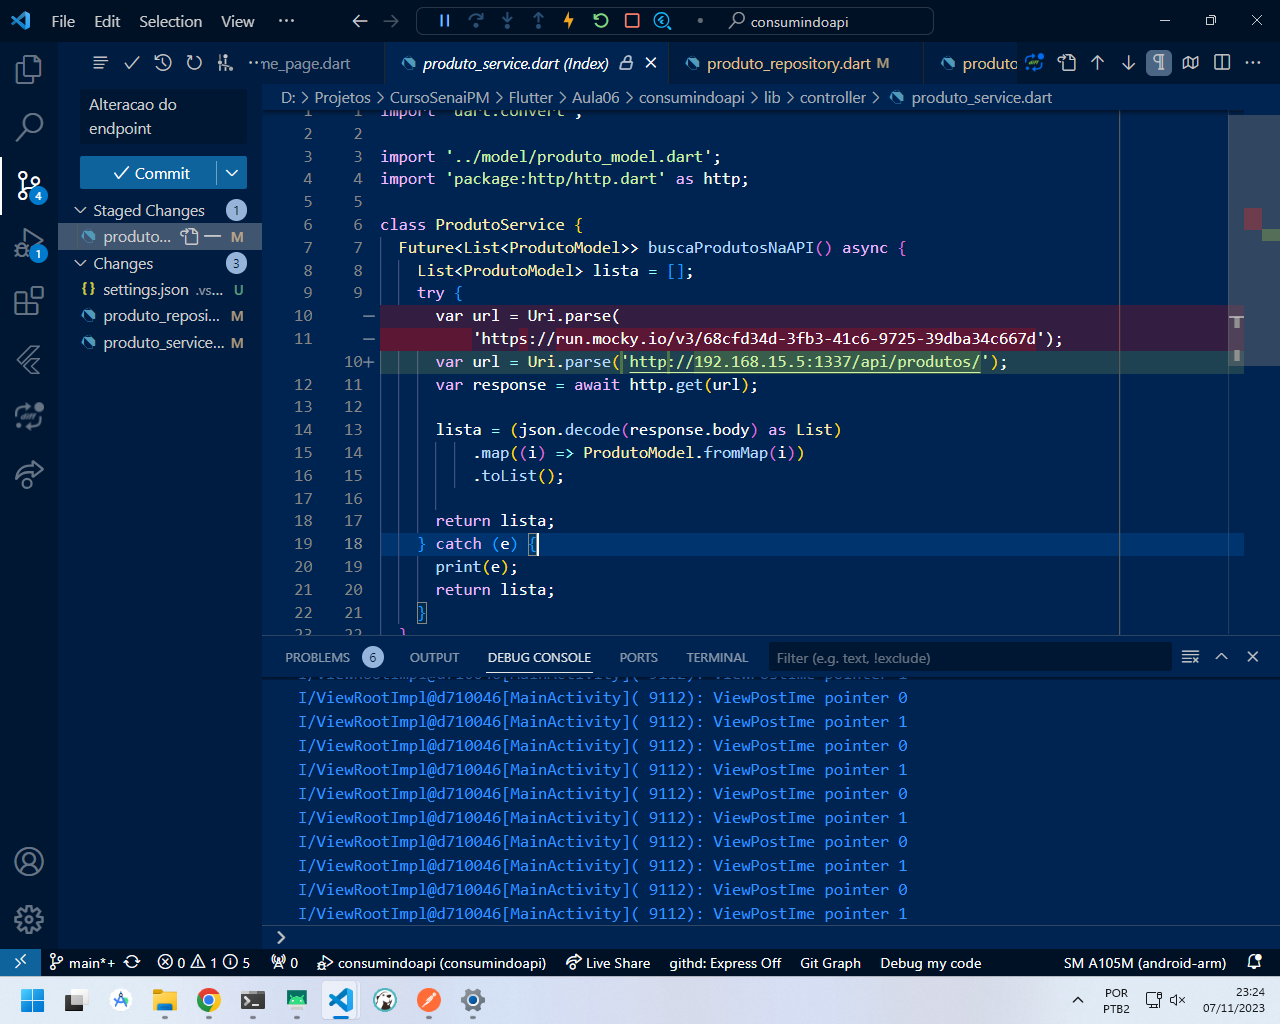 File Edit Selection View ··· consumindoapi
me_page.dart produto_service.dart (Index) produto_repository.dart M produto
Alteracao do
endpoint
D: > Projetos > CursoSenaiPM > Flutter > Aula06 > consumindoapi > lib > controller > produto_service.dart
Commit
Staged Changes 1
produto... M
Changes 3
settings.json .vs... U
produto_reposi... M
produto_service... M
4
1
1 1 import 'dart:convert';
2 2
3 3 import '../model/produto_model.dart';
4 4 import 'package:http/http.dart' as http;
5 5
6 6 class ProdutoService {
7 7 Future<List<ProdutoModel>> buscaProdutosNaAPI() async {
8 8 List<ProdutoModel> lista = [];
9 9 try {
10 — var url = Uri.parse(
11 — 'https://run.mocky.io/v3/68cfd34d-3fb3-41c6-9725-39dba34c667d');
10+ var url = Uri.parse('http://192.168.15.5:1337/api/produtos/');
12 11 var response = await http.get(url);
13 12
14 13 lista = (json.decode(response.body) as List)
15 14 .map((i) => ProdutoModel.fromMap(i))
16 15 .toList();
17 16
18 17 return lista;
19 18 } catch (e) {
20 19 print(e);
21 20 return lista;
22 21 }
23 22 }
PROBLEMS 6 OUTPUT DEBUG CONSOLE PORTS TERMINAL Filter (e.g. text, !exclude)
I/ViewRootImpl@d710046[MainActivity]( 9112): ViewPostIme pointer 1
I/ViewRootImpl@d710046[MainActivity]( 9112): ViewPostIme pointer 0
I/ViewRootImpl@d710046[MainActivity]( 9112): ViewPostIme pointer 1
I/ViewRootImpl@d710046[MainActivity]( 9112): ViewPostIme pointer 0
I/ViewRootImpl@d710046[MainActivity]( 9112): ViewPostIme pointer 1
I/ViewRootImpl@d710046[MainActivity]( 9112): ViewPostIme pointer 0
I/ViewRootImpl@d710046[MainActivity]( 9112): ViewPostIme pointer 1
I/ViewRootImpl@d710046[MainActivity]( 9112): ViewPostIme pointer 0
I/ViewRootImpl@d710046[MainActivity]( 9112): ViewPostIme pointer 1
I/ViewRootImpl@d710046[MainActivity]( 9112): ViewPostIme pointer 0
I/ViewRootImpl@d710046[MainActivity]( 9112): ViewPostIme pointer 1
main*+ 0 1 5 0 consumindoapi (consumindoapi) Live Share githd: Express Off Git Graph Debug my code SM A105M (android-arm)
POR
PTB2
23:24
07/11/2023